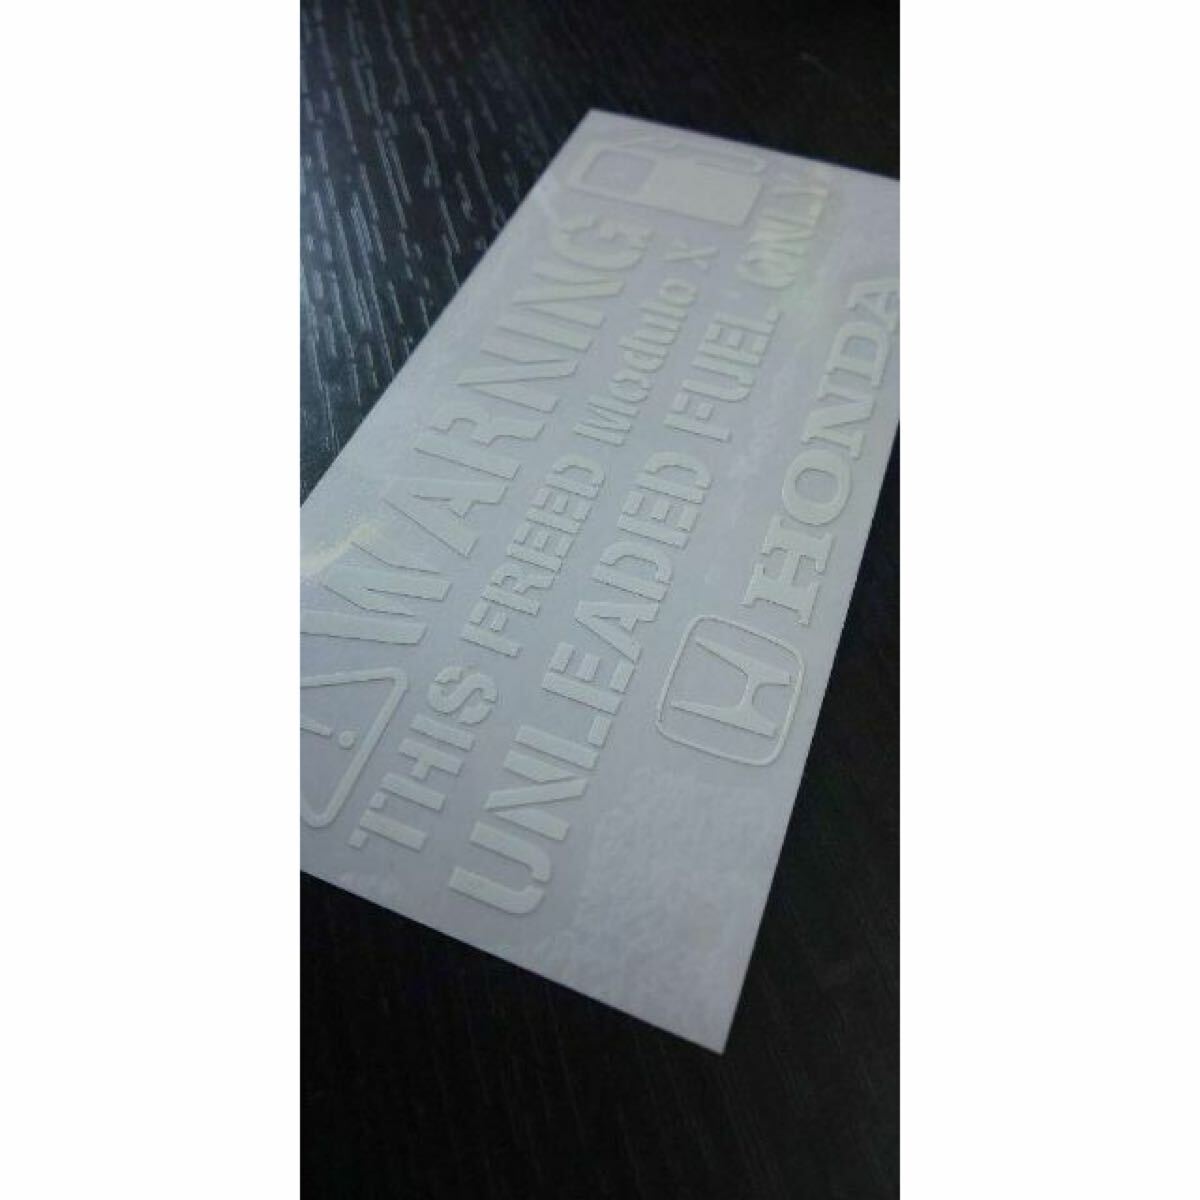 WARNING
THIS FREED Modulo X
UNLEADED FUEL ONLY
HONDA